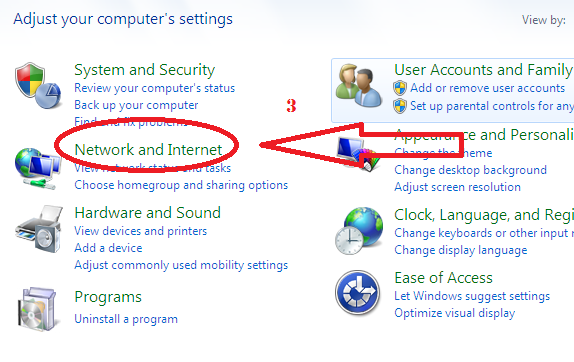 Adjust your computer's settings
View by:
System and Security
Review your computer's status
Back up your computer
Find and fix problems
3
Network and Internet
View network status and tasks
Choose homegroup and sharing options
Hardware and Sound
View devices and printers
Add a device
Adjust commonly used mobility settings
Programs
Uninstall a program
User Accounts and Family
Add or remove user accounts
Set up parental controls for any
Appearance and Personali
Change the theme
Change desktop background
Adjust screen resolution
Clock, Language, and Regi
Change keyboards or other input
Change display language
Ease of Access
Let Windows suggest settings
Optimize visual display